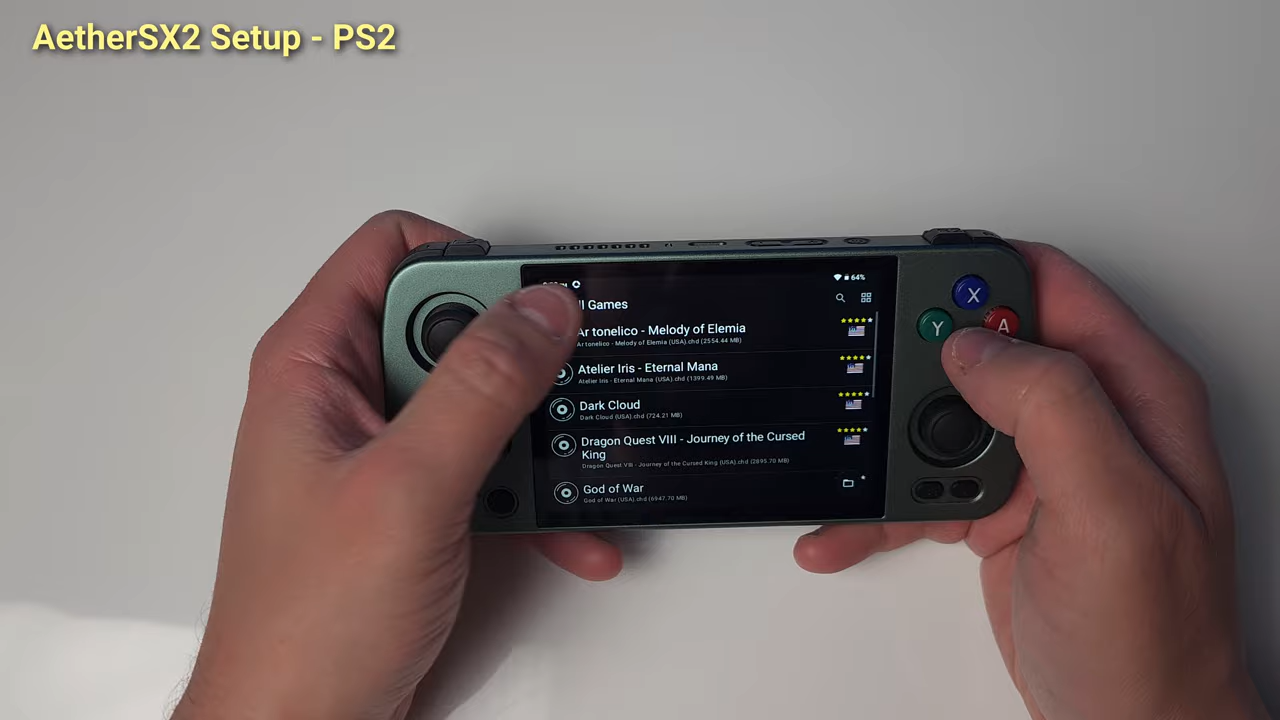 AetherSX2 Setup - PS2
64%
ll Games
Ar tonelico - Melody of Elemia
Ar tonelico - Melody of Elemia (USA).chd (2554.44 MB)
Atelier Iris - Eternal Mana
Atelier Iris - Eternal Mana (USA).chd (1399.49 MB)
Dark Cloud
Dark Cloud (USA).chd (724.21 MB)
Dragon Quest VIII - Journey of the Cursed
King
Dragon Quest VIII - Journey of the Cursed King (USA).chd (2895.70 MB)
God of War
God of War (USA).chd (6947.70 MB)
X
Y
A